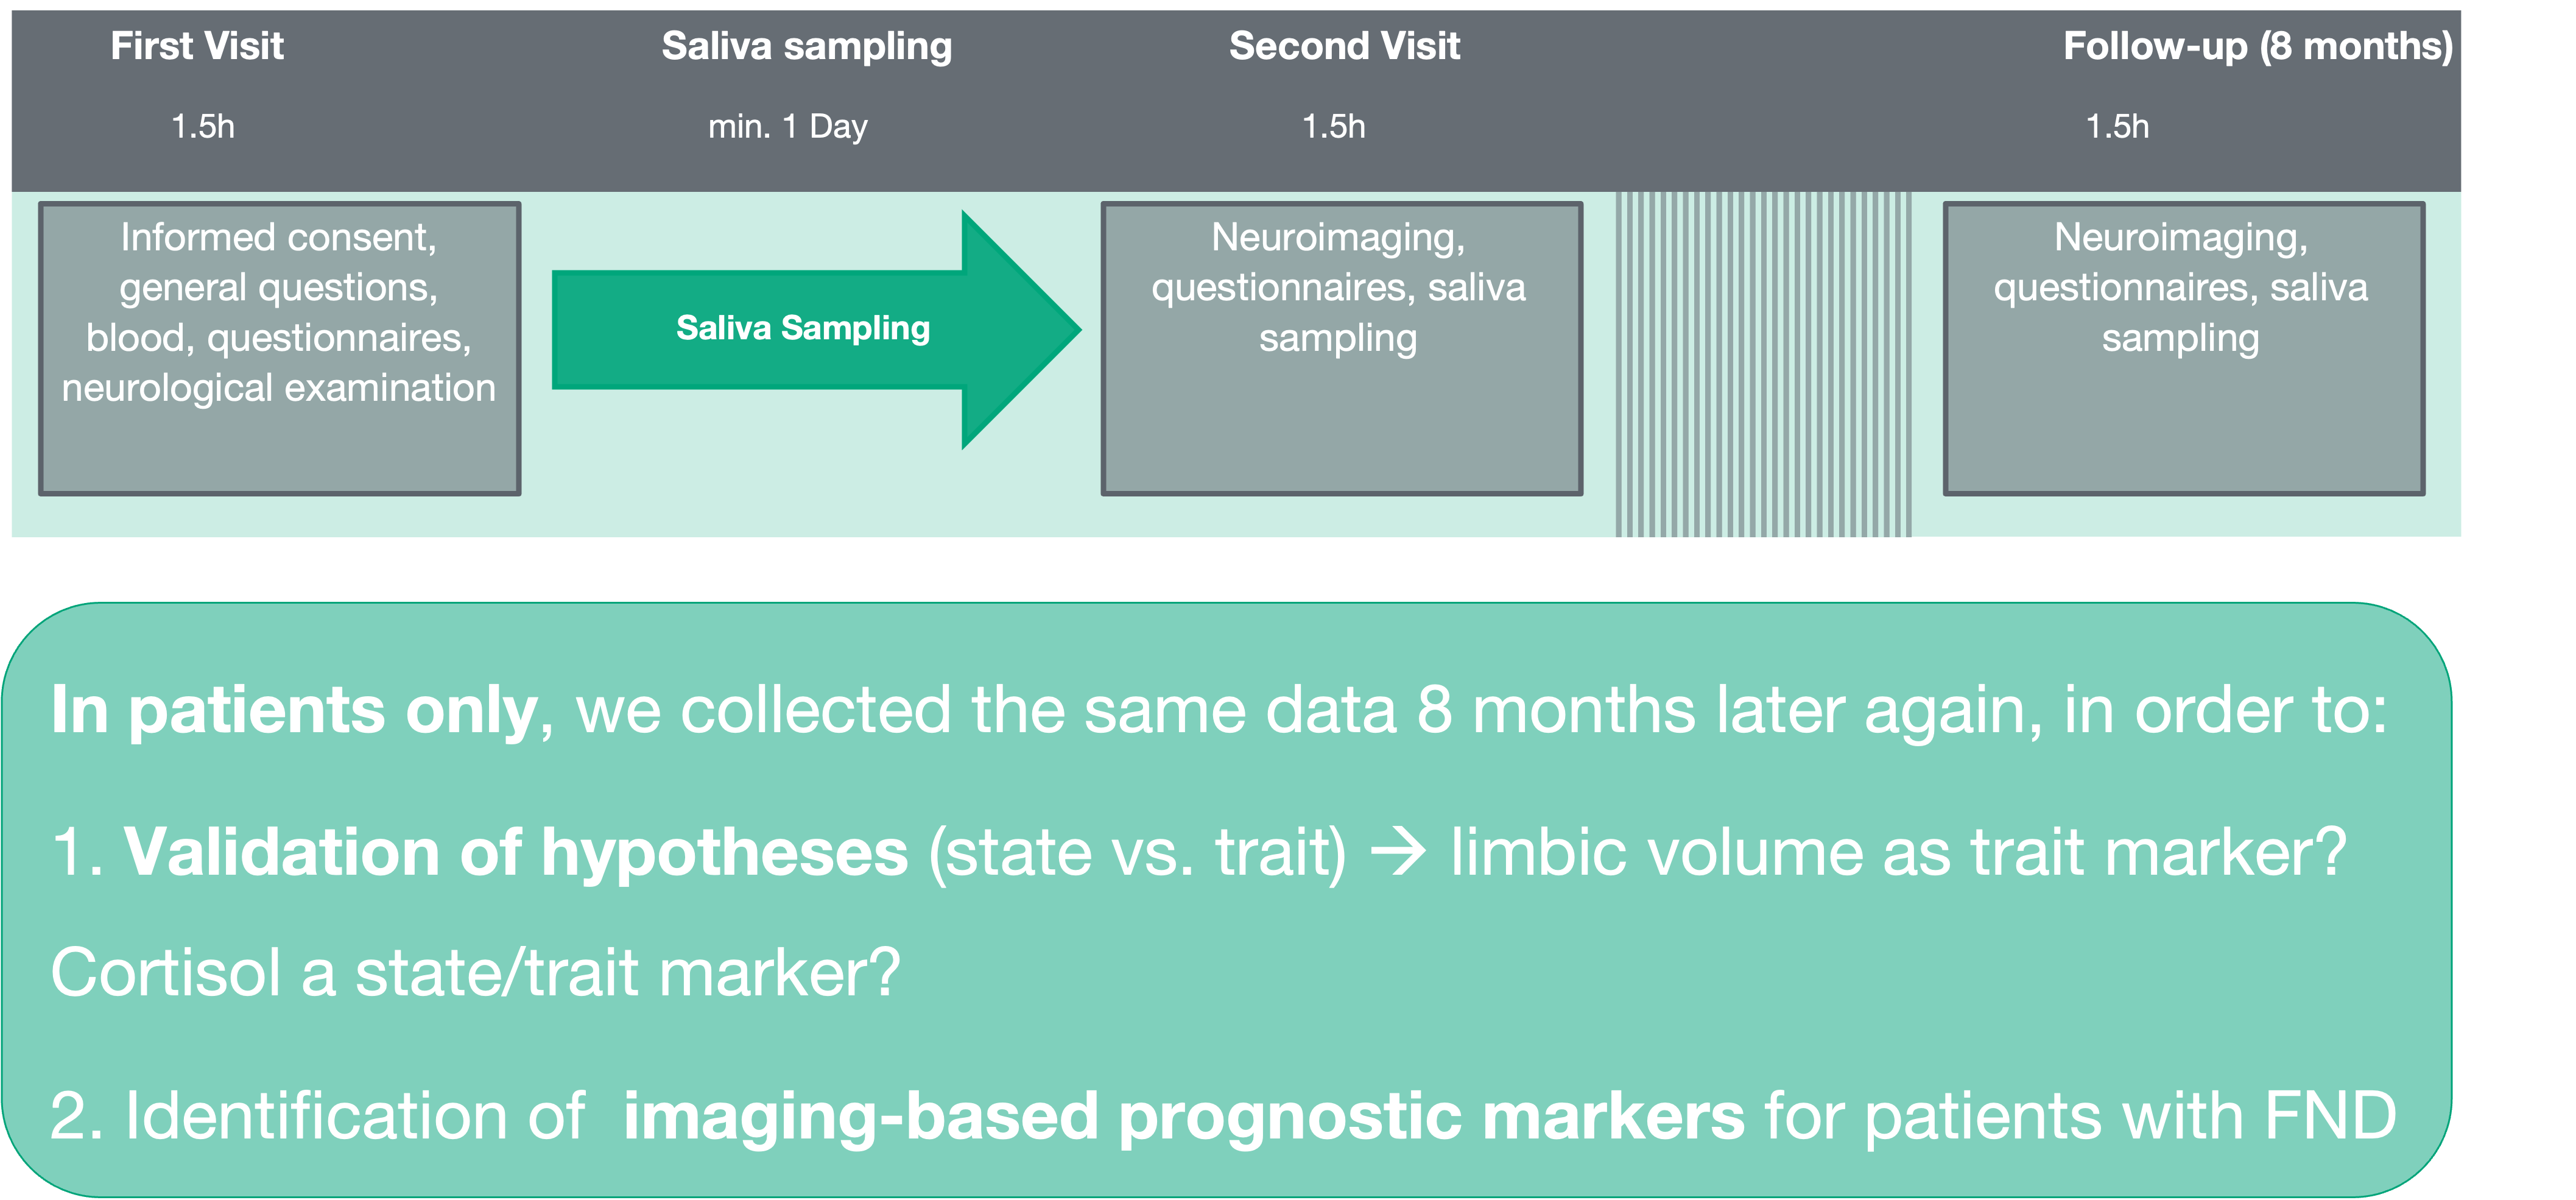 First Visit
Saliva sampling
Second Visit
Follow-up (8 months)
1.5h
min. 1 Day
1.5h
1.5h
Informed consent,
general questions,
blood, questionnaires,
neurological examination
Saliva Sampling
Neuroimaging,
questionnaires, saliva
sampling
Neuroimaging,
questionnaires, saliva
sampling
In patients only, we collected the same data 8 months later again, in order to:
1. Validation of hypotheses (state vs. trait) → limbic volume as trait marker?
Cortisol a state/trait marker?
2. Identification of imaging-based prognostic markers for patients with FND